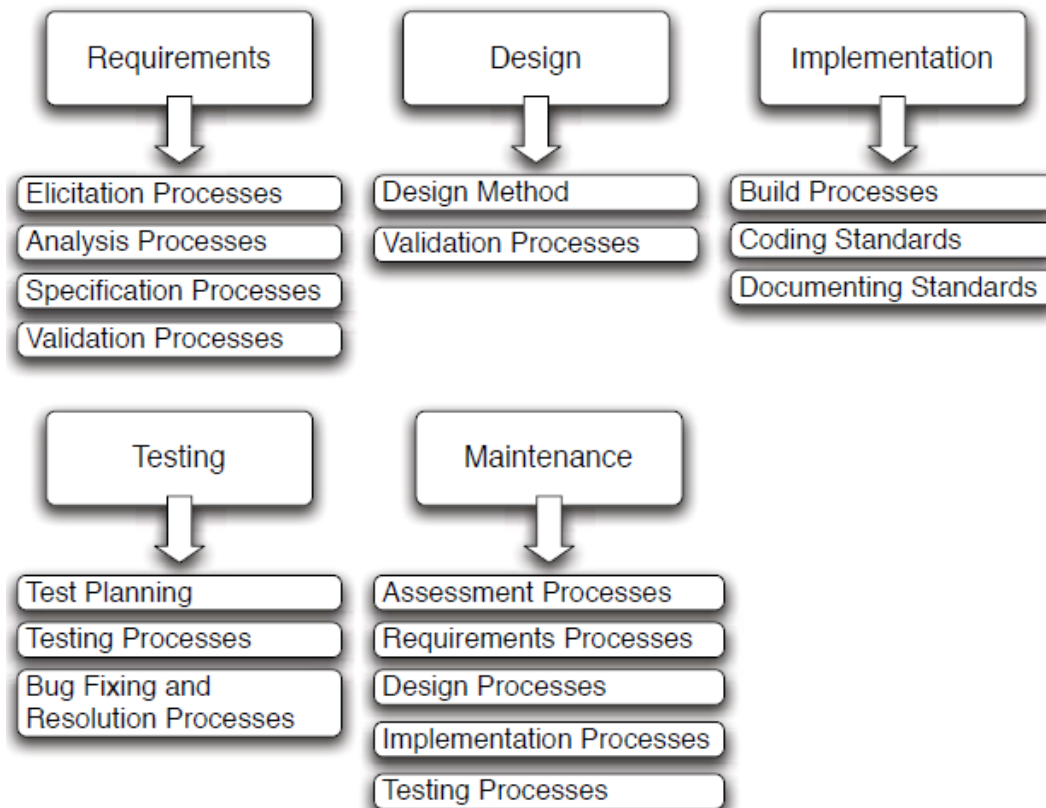 Requirements
Elicitation Processes
Analysis Processes
Specification Processes
Validation Processes
Design
Design Method
Validation Processes
Implementation
Build Processes
Coding Standards
Documenting Standards
Testing
Test Planning
Testing Processes
Bug Fixing and
Resolution Processes
Maintenance
Assessment Processes
Requirements Processes
Design Processes
Implementation Processes
Testing Processes